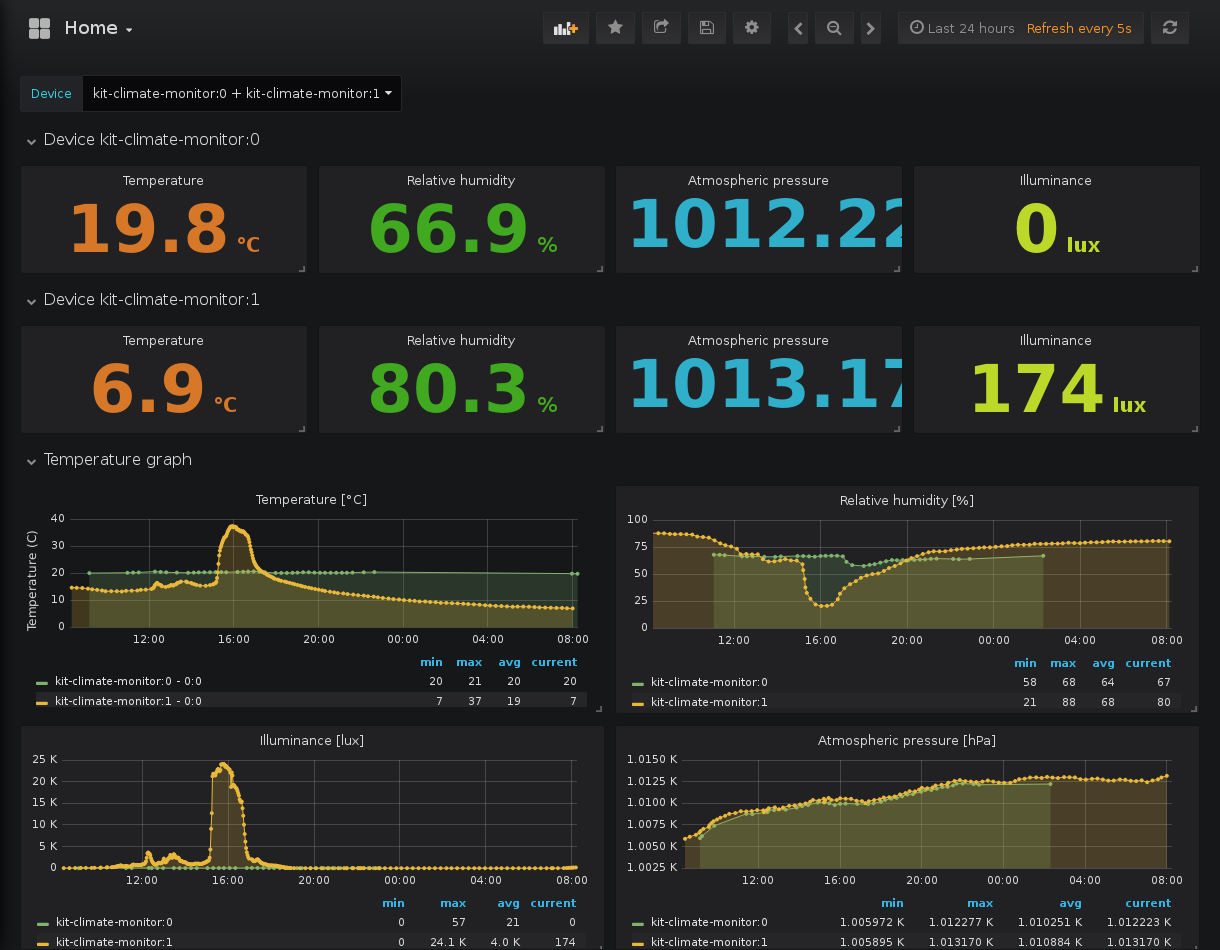 Home
Last 24 hours Refresh every 5s
Device kit-climate-monitor:0 + kit-climate-monitor:1
Device kit-climate-monitor:0
Temperature
19.8 °C
Relative humidity
66.9 %
Atmospheric pressure
1012.22
Illuminance
0 lux
Device kit-climate-monitor:1
Temperature
6.9 °C
Relative humidity
80.3 %
Atmospheric pressure
1013.17
Illuminance
174 lux
Temperature graph
Temperature [°C]
Temperature (C)
40
30
20
10
0
12:00 16:00 20:00 00:00 04:00 08:00
min max avg current
kit-climate-monitor:0 - 0:0 20 21 20 20
kit-climate-monitor:1 - 0:0 7 37 19 7
Relative humidity [%]
100
75
50
25
0
12:00 16:00 20:00 00:00 04:00 08:00
min max avg current
kit-climate-monitor:0 58 68 64 67
kit-climate-monitor:1 21 88 68 80
Illuminance [lux]
25 K
20 K
15 K
10 K
5 K
0
12:00 16:00 20:00 00:00 04:00 08:00
min max avg current
kit-climate-monitor:0 0 57 21 0
kit-climate-monitor:1 0 24.1 K 4.0 K 174
Atmospheric pressure [hPa]
1.0150 K
1.0125 K
1.0100 K
1.0075 K
1.0050 K
1.0025 K
12:00 16:00 20:00 00:00 04:00 08:00
min max avg current
kit-climate-monitor:0 1.005972 K 1.012277 K 1.010251 K 1.012223 K
kit-climate-monitor:1 1.005895 K 1.013170 K 1.010884 K 1.013170 K